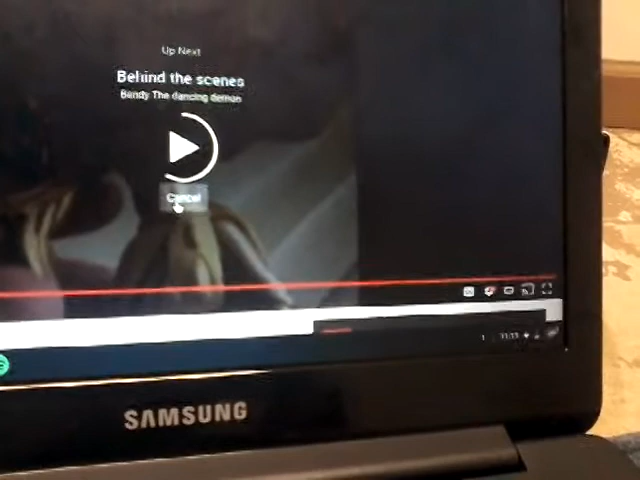 Up Next
Behind the scenes
Bendy The dancing demon
Cancel
SAMSUNG